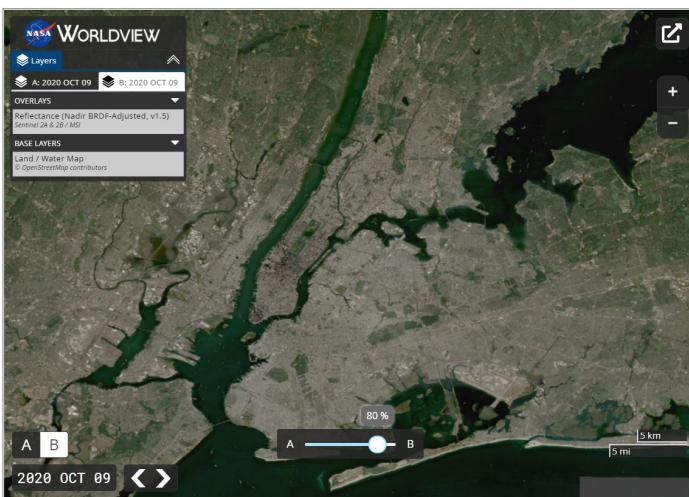 NASA WORLDVIEW
Layers
A: 2020 OCT 09 B: 2020 OCT 09
OVERLAYS
Reflectance (Nadir BRDF-Adjusted, v1.5)
Sentinel 2A & 2B / MSI
BASE LAYERS
Land / Water Map
© OpenStreetMap contributors
+
−
80 %
A B
A B
5 km
5 mi
2020 OCT 09